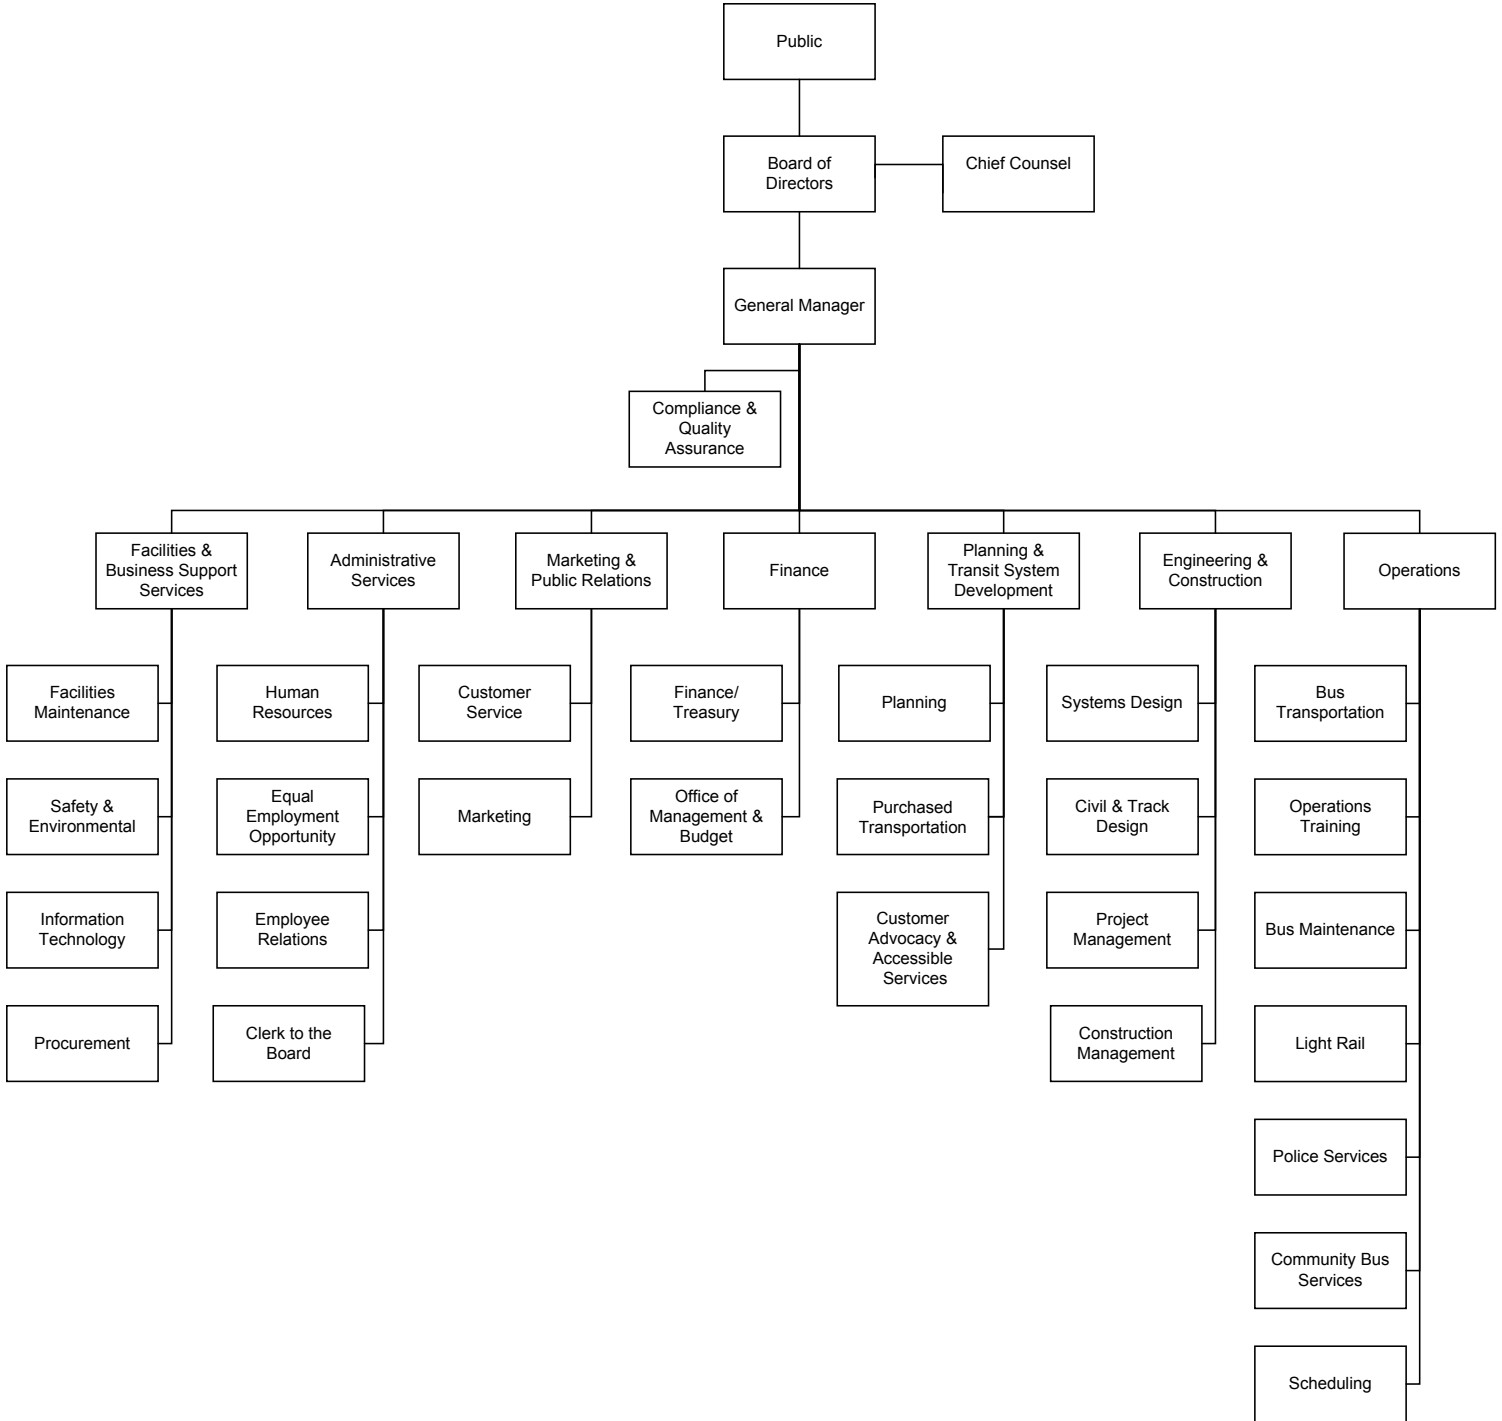 Public
Board of
Directors
Chief Counsel
General Manager
Compliance &
Quality
Assurance
Facilities &
Business Support
Services
Administrative
Services
Marketing &
Public Relations
Finance
Planning &
Transit System
Development
Engineering &
Construction
Operations
Facilities
Maintenance
Human
Resources
Customer
Service
Finance/
Treasury
Planning
Systems Design
Bus
Transportation
Safety &
Environmental
Equal
Employment
Opportunity
Marketing
Office of
Management &
Budget
Purchased
Transportation
Civil & Track
Design
Operations
Training
Information
Technology
Employee
Relations
Customer
Advocacy &
Accessible
Services
Project
Management
Bus Maintenance
Procurement
Clerk to the
Board
Construction
Management
Light Rail
Police Services
Community Bus
Services
Scheduling